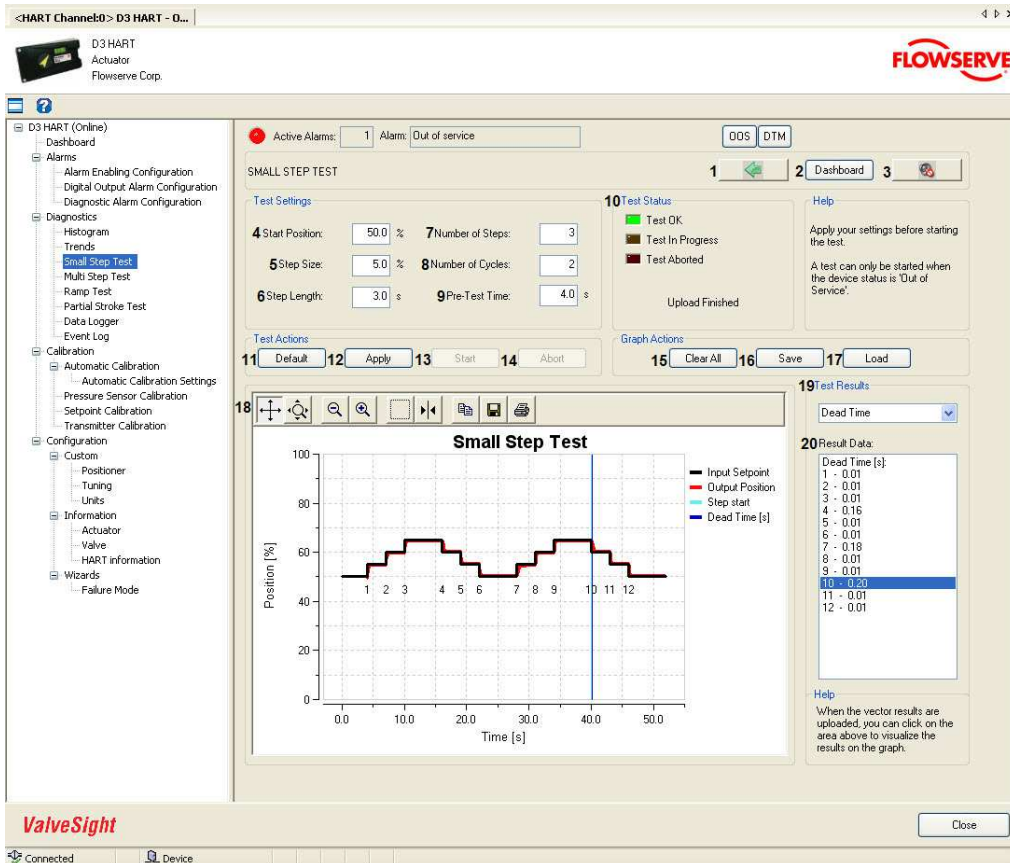 <HART Channel:0> D3 HART - O...
D3 HART
Actuator
Flowserve Corp.
FLOWSERVE
D3 HART (Online)
Dashboard
Alarms
Alarm Enabling Configuration
Digital Output Alarm Configuration
Diagnostic Alarm Configuration
Diagnostics
Histogram
Trends
Small Step Test
Multi Step Test
Ramp Test
Partial Stroke Test
Data Logger
Event Log
Calibration
Automatic Calibration
Automatic Calibration Settings
Pressure Sensor Calibration
Setpoint Calibration
Transmitter Calibration
Configuration
Custom
Positioner
Tuning
Units
Information
Actuator
Valve
HART information
Wizards
Failure Mode
Active Alarms: 1 Alarm: Out of service OOS DTM
SMALL STEP TEST 1 2 Dashboard 3
Test Settings
4 Start Position: 50.0 % 7 Number of Steps: 3
5 Step Size: 5.0 % 8 Number of Cycles: 2
6 Step Length: 3.0 s 9 Pre-Test Time: 4.0 s
10 Test Status
Test OK
Test In Progress
Test Aborted
Upload Finished
Help
Apply your settings before starting
the test.
A test can only be started when
the device status is 'Out of
Service'.
Test Actions
11 Default 12 Apply 13 Start 14 Abort
Graph Actions
15 Clear All 16 Save 17 Load
18
Small Step Test
Position [%]
100
80
60
40
20
0
1 2 3 4 5 6 7 8 9 10 11 12
0.0 10.0 20.0 30.0 40.0 50.0
Time [s]
Input Setpoint
Output Position
Step start
Dead Time [s]
19 Test Results
Dead Time
20 Result Data:
Dead Time [s]:
1 - 0.01
2 - 0.01
3 - 0.01
4 - 0.16
5 - 0.01
6 - 0.01
7 - 0.18
8 - 0.01
9 - 0.01
10 - 0.20
11 - 0.01
12 - 0.01
Help
When the vector results are
uploaded, you can click on the
area above to visualize the
results on the graph.
ValveSight
Close
Connected Device